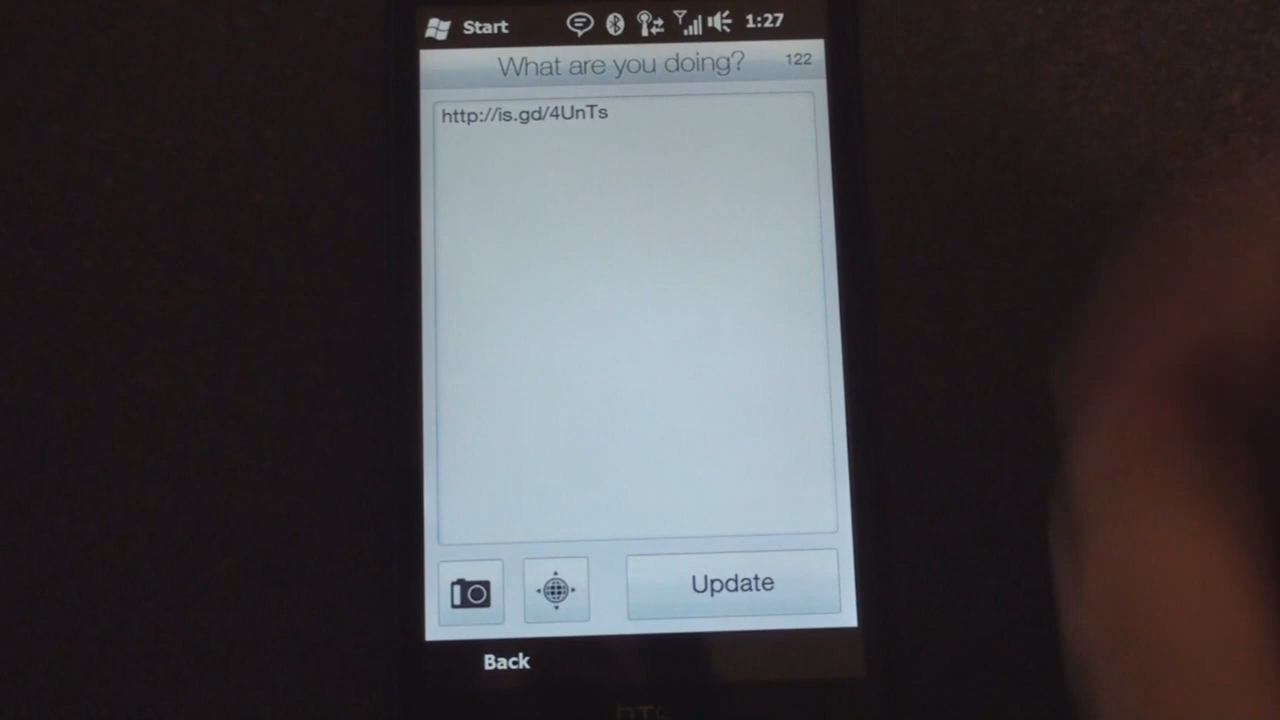 Start 1:27
What are you doing? 122
http://is.gd/4UnTs
Update
Back
hTC